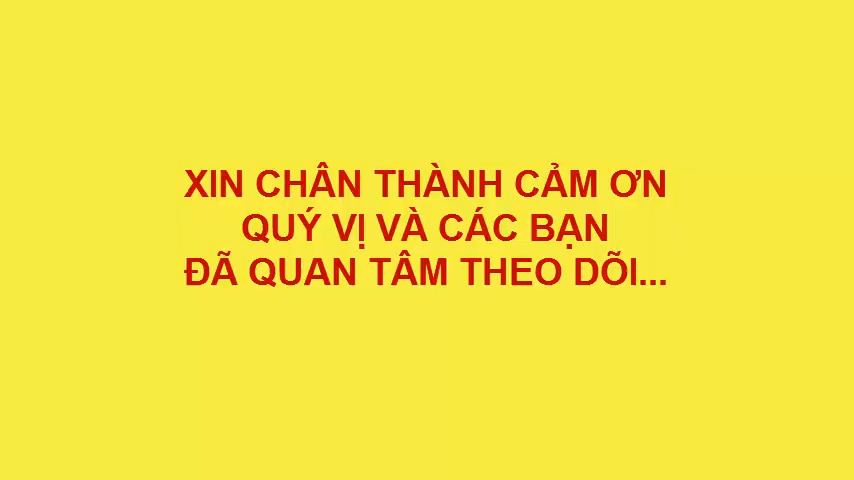 XIN CHÂN THÀNH CẢM ƠN
QUÝ VỊ VÀ CÁC BẠN
ĐÃ QUAN TÂM THEO DÕI...